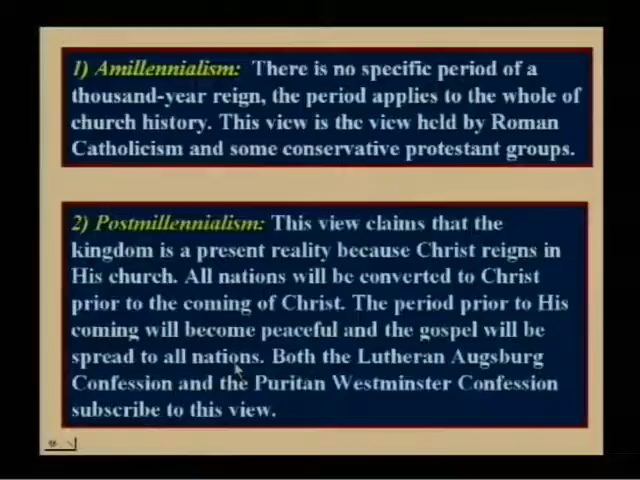 1) Amillennialism: There is no specific period of a
thousand-year reign, the period applies to the whole of
church history. This view is the view held by Roman
Catholicism and some conservative protestant groups.
2) Postmillennialism: This view claims that the
kingdom is a present reality because Christ reigns in
His church. All nations will be converted to Christ
prior to the coming of Christ. The period prior to His
coming will become peaceful and the gospel will be
spread to all nations. Both the Lutheran Augsburg
Confession and the Puritan Westminster Confession
subscribe to this view.